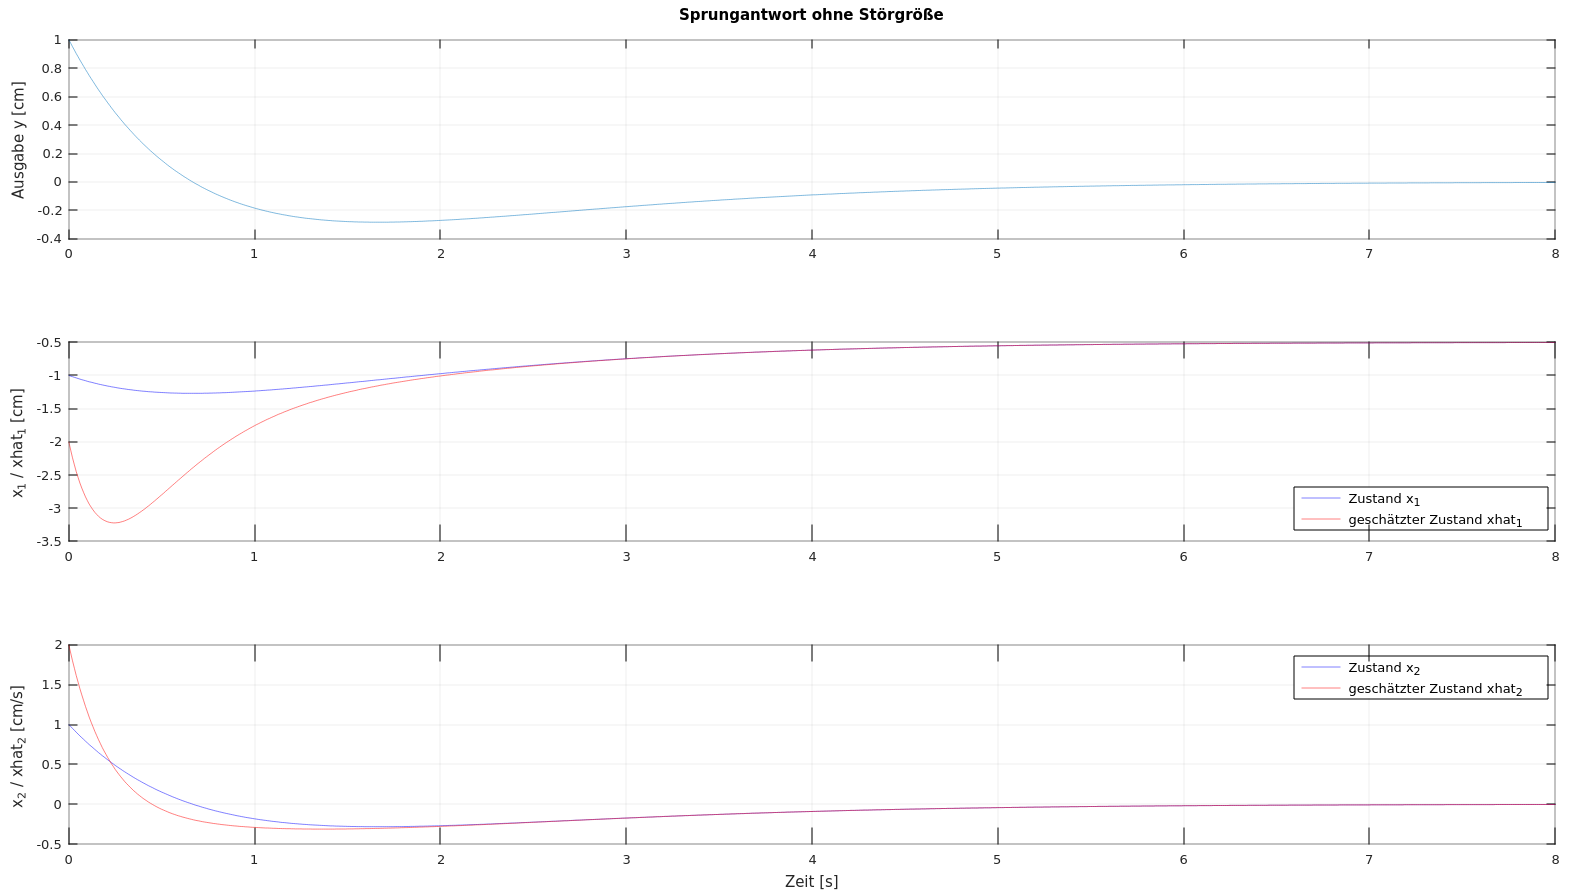 Sprungantwort ohne Störgröße
Ausgabe y [cm]
1
0.8
0.6
0.4
0.2
0
-0.2
-0.4
0 1 2 3 4 5 6 7 8
x1 / xhat1 [cm]
-0.5
-1
-1.5
-2
-2.5
-3
-3.5
Zustand x1
geschätzter Zustand xhat1
0 1 2 3 4 5 6 7 8
x2 / xhat2 [cm/s]
2
1.5
1
0.5
0
-0.5
Zustand x2
geschätzter Zustand xhat2
0 1 2 3 4 5 6 7 8
Zeit [s]